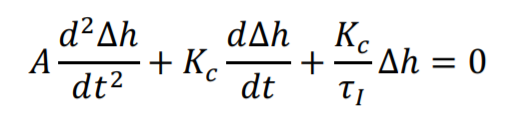 A d²Δh/dt² + K_c dΔh/dt + K_c/τ_I Δh = 0